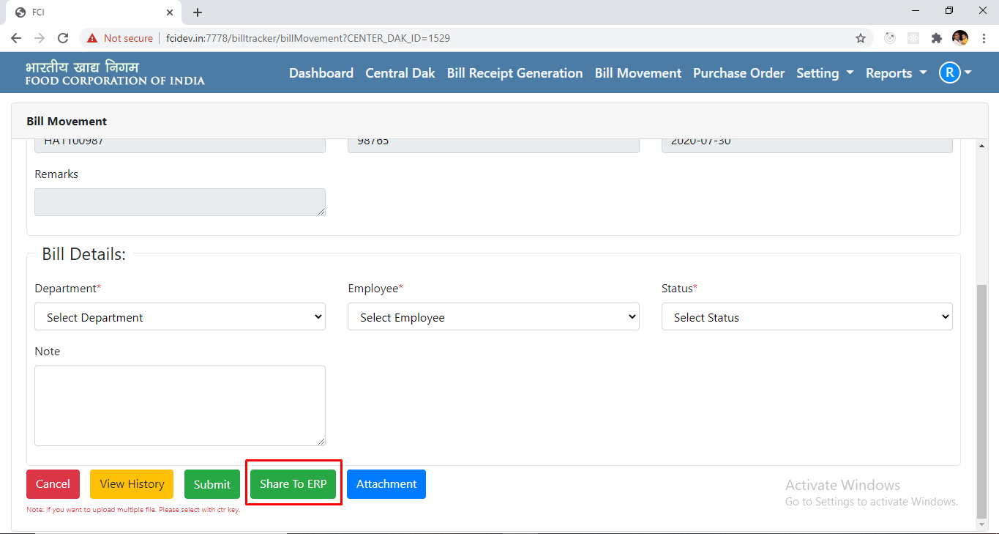 FCI
Not secure
fcidev.in:7778/billtracker/billMovement?CENTER_DAK_ID=1529
भारतीय खाद्य निगम
FOOD CORPORATION OF INDIA
Dashboard Central Dak Bill Receipt Generation Bill Movement Purchase Order Setting Reports R
Bill Movement
98765 2020-07-30
Remarks
Bill Details:
Department* Employee* Status*
Select Department Select Employee Select Status
Note
Cancel View History Submit Share To ERP Attachment
Note: if you want to upload multiple file. Please select with ctr key.
Activate Windows
Go to Settings to activate Windows.